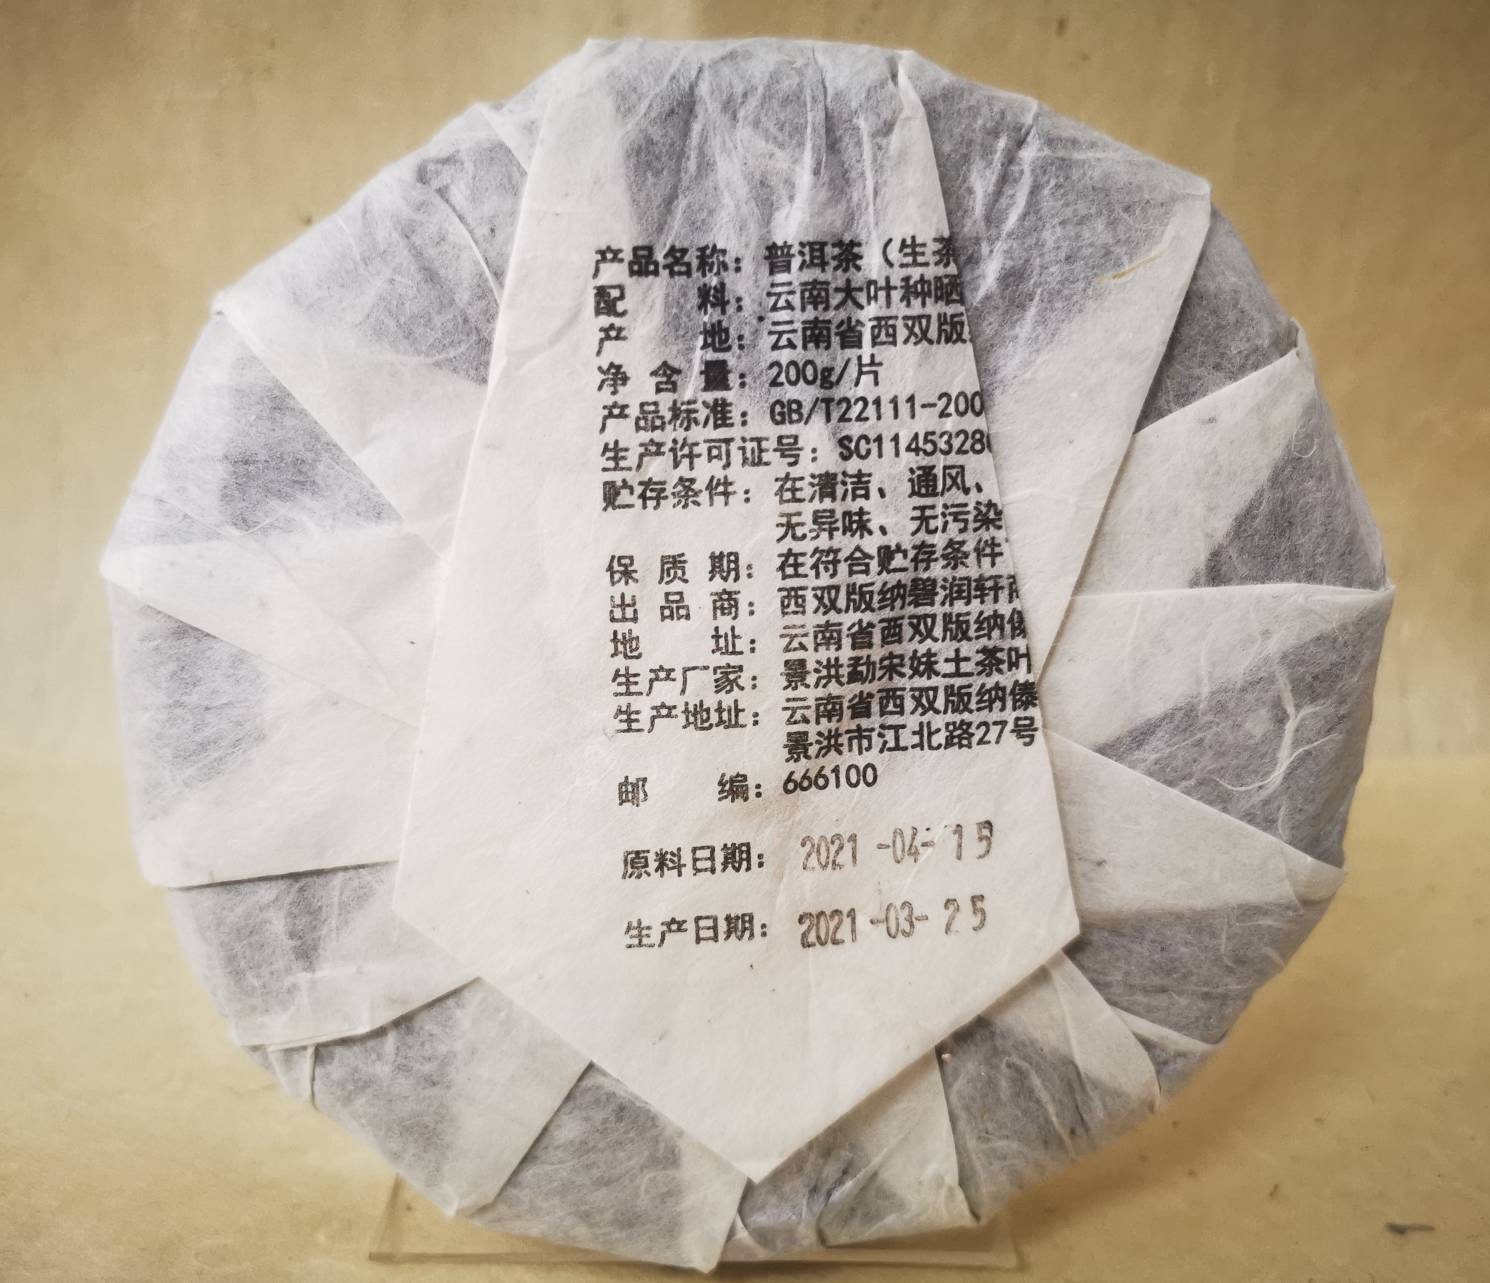 产品名称：普洱茶（生茶
配料：云南大叶种晒
产地：云南省西双版
净含量：200g/片
产品标准：GB/T22111-200
生产许可证号：SC11453280
贮存条件：在清洁、通风、
无异味、无污染
保质期：在符合贮存条件
出品商：西双版纳碧润轩商
地址：云南省西双版纳傣
生产厂家：景洪勐宋妹土茶叶
生产地址：云南省西双版纳傣
景洪市江北路27号
邮编：666100
原料日期：2021-04-15
生产日期：2021-03-25